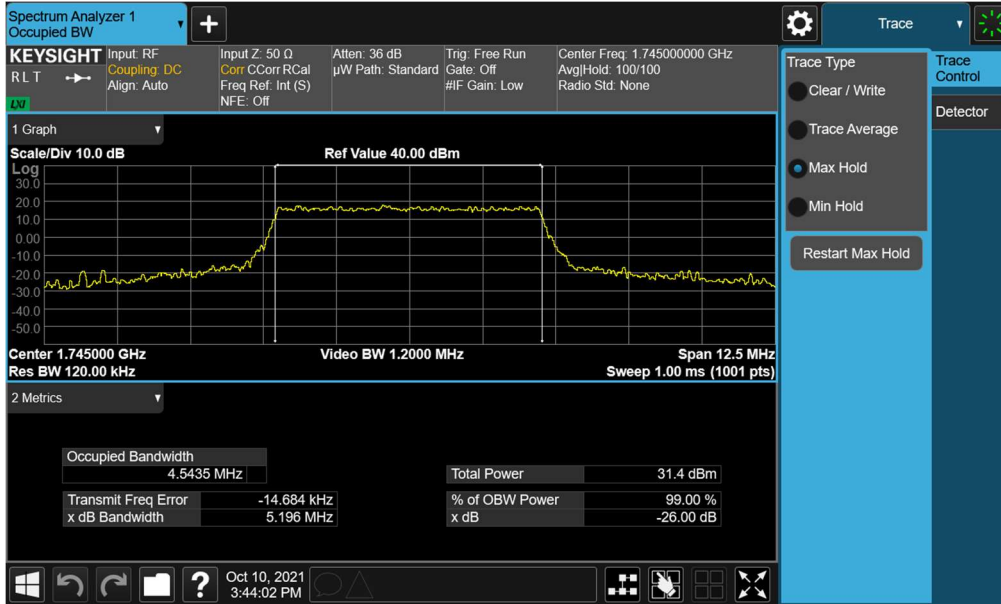 Spectrum Analyzer 1
Occupied BW
Trace
KEYSIGHT
R L T
LXI
Input: RF
Coupling: DC
Align: Auto
Input Z: 50 Ω
Corr CCorr RCal
Freq Ref: Int (S)
NFE: Off
Atten: 36 dB
µW Path: Standard
Trig: Free Run
Gate: Off
#IF Gain: Low
Center Freq: 1.745000000 GHz
Avg|Hold: 100/100
Radio Std: None
Trace Type
Clear / Write
Trace Average
Max Hold
Min Hold
Restart Max Hold
Trace
Control
Detector
1 Graph
Scale/Div 10.0 dB
Ref Value 40.00 dBm
Log
30.0
20.0
10.0
0.00
-10.0
-20.0
-30.0
-40.0
-50.0
Center 1.745000 GHz
Video BW 1.2000 MHz
Span 12.5 MHz
Res BW 120.00 kHz
Sweep 1.00 ms (1001 pts)
2 Metrics
Occupied Bandwidth
4.5435 MHz
Total Power 31.4 dBm
Transmit Freq Error -14.684 kHz
% of OBW Power 99.00 %
x dB Bandwidth 5.196 MHz
x dB -26.00 dB
?
Oct 10, 2021
3:44:02 PM